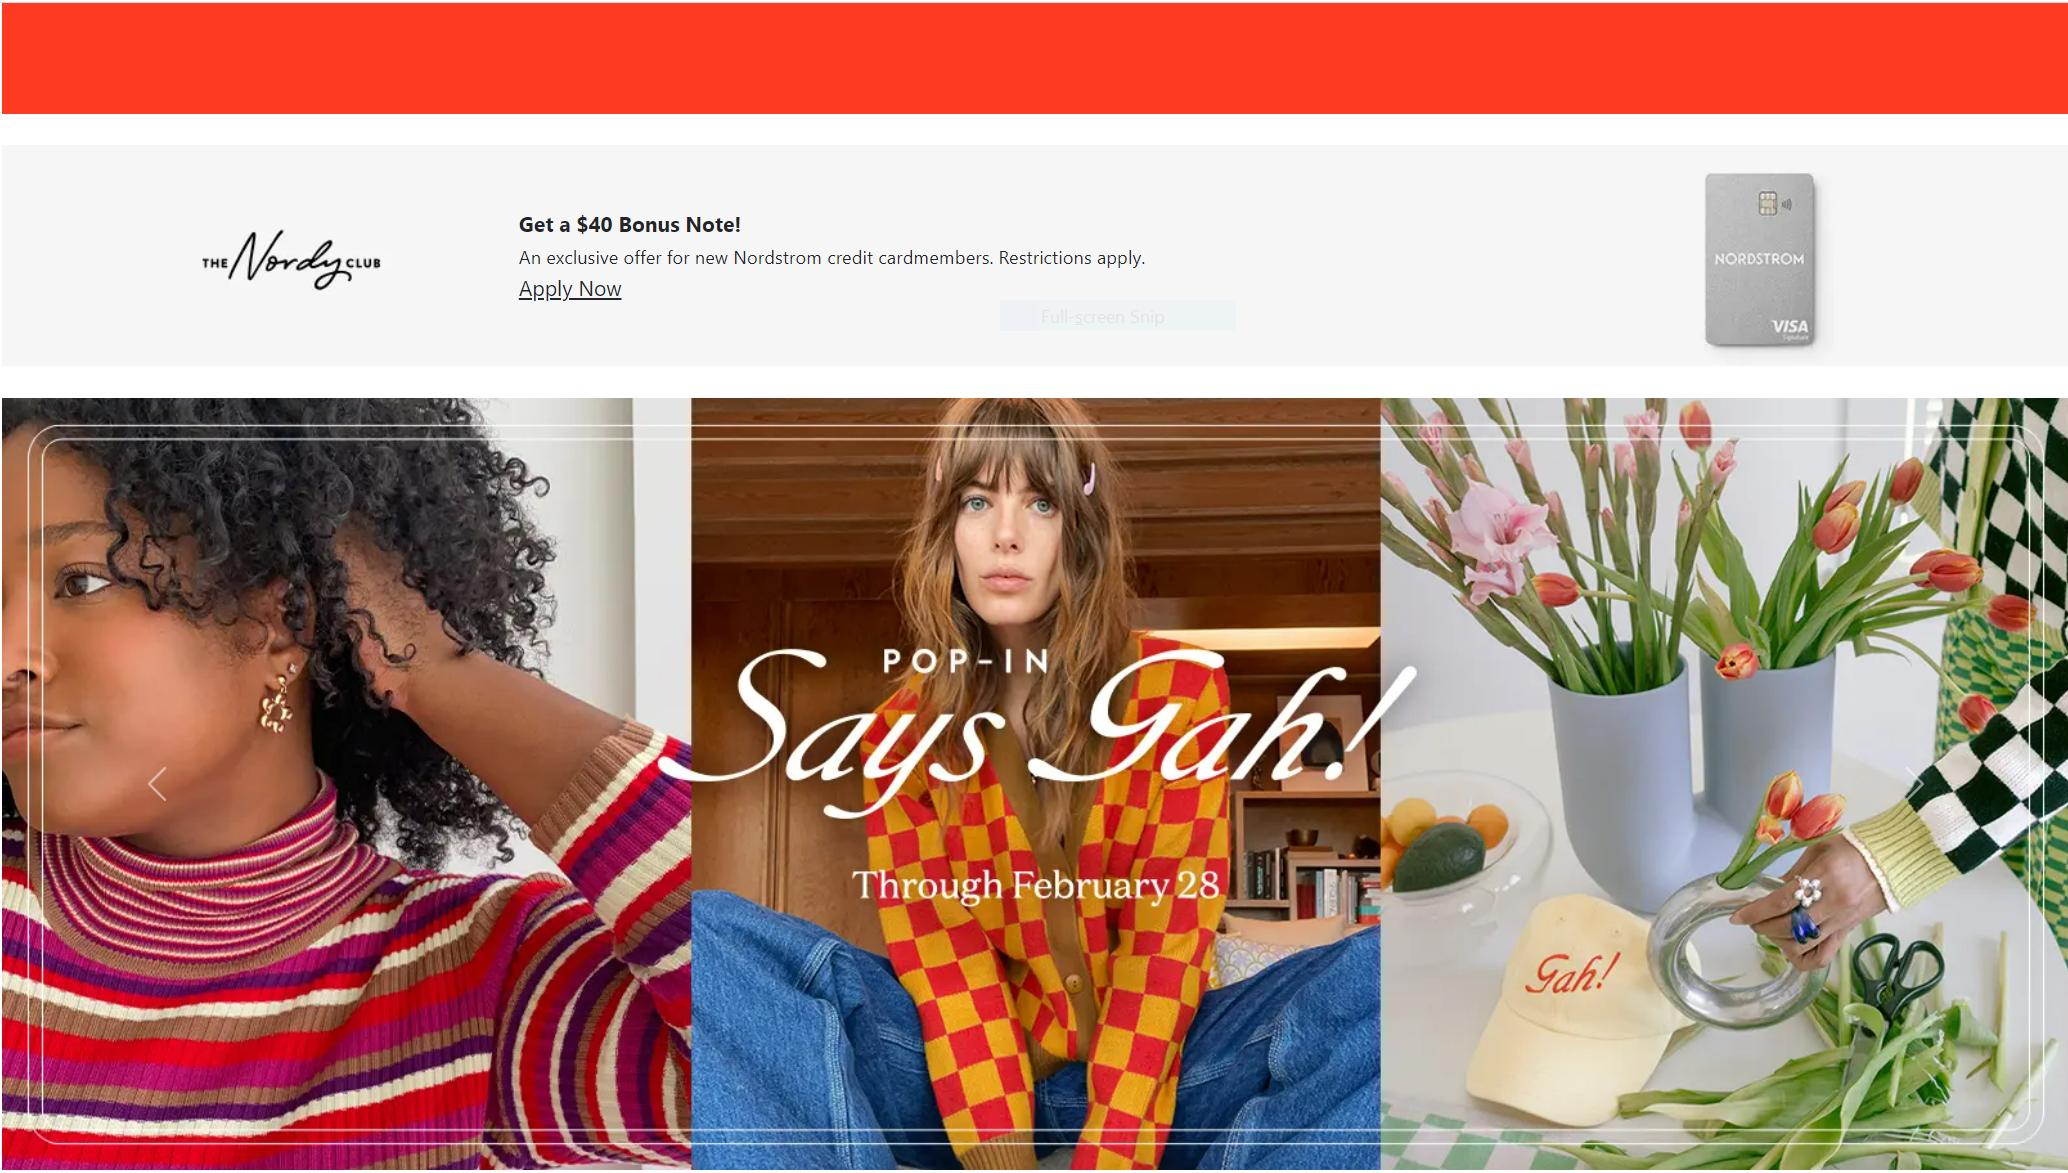 THE Nordy CLUB
Get a $40 Bonus Note!
An exclusive offer for new Nordstrom credit cardmembers. Restrictions apply.
Apply Now
Full-screen Snip
NORDSTROM
VISA
Signature
POP-IN
Says Gah!
Through February 28
Gah!